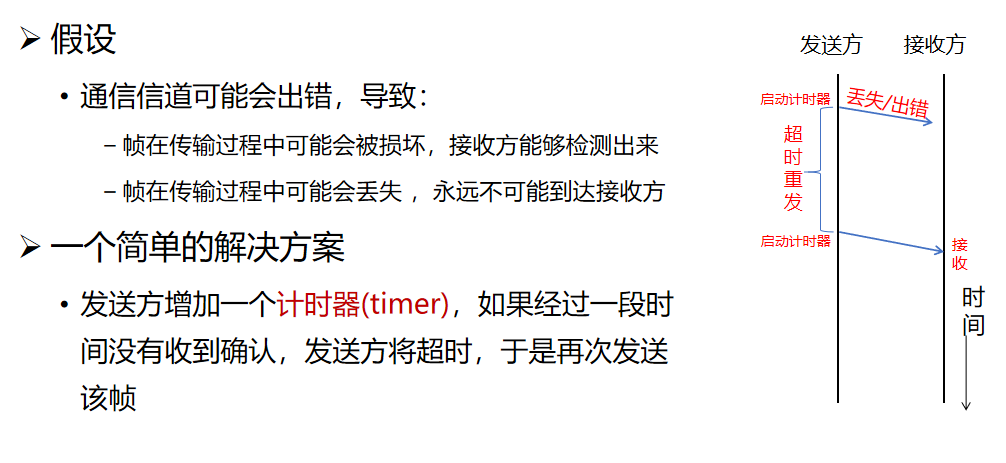 ➢ 假设
• 通信信道可能会出错，导致：
– 帧在传输过程中可能会被损坏，接收方能够检测出来
– 帧在传输过程中可能会丢失 ，永远不可能到达接收方
➢ 一个简单的解决方案
• 发送方增加一个计时器(timer)，如果经过一段时
间没有收到确认，发送方将超时，于是再次发送
该帧
发送方 接收方
启动计时器
丢失/出错
超时重发
启动计时器
接收
时间